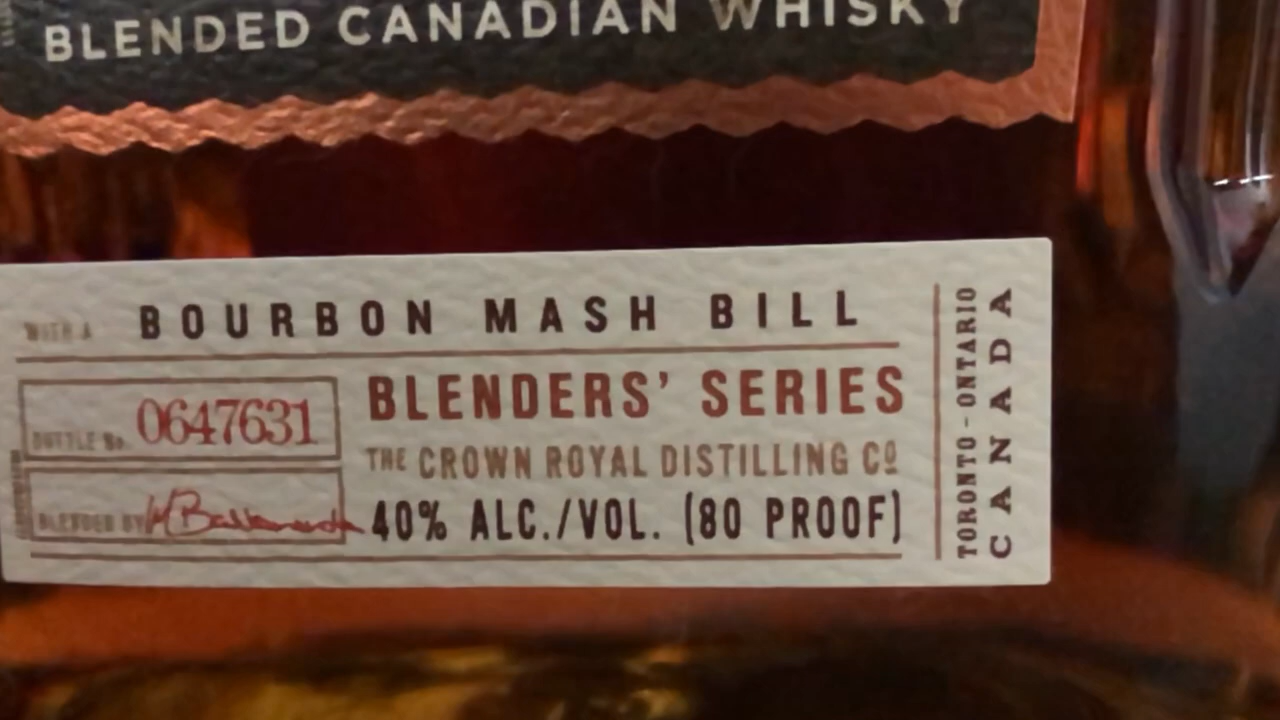 BLENDED CANADIAN WHISKY
WITH A BOURBON MASH BILL
BOTTLE No. 0647631
BLENDED BY
BLENDERS' SERIES
THE CROWN ROYAL DISTILLING Cº
40% ALC./VOL. (80 PROOF)
TORONTO - ONTARIO
CANADA